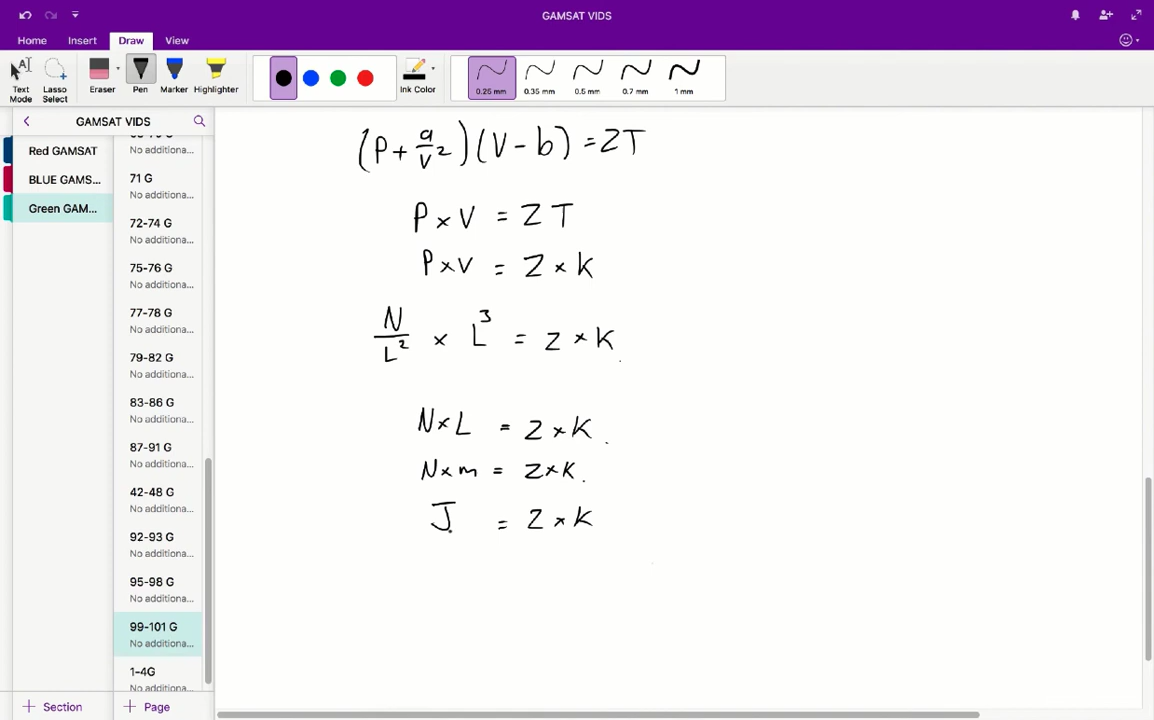 GAMSAT VIDS
Home Insert Draw View
Text Mode
Lasso Select
Eraser
Pen
Marker
Highlighter
Ink Color
0.25 mm
0.35 mm
0.5 mm
0.7 mm
1 mm
GAMSAT VIDS
Red GAMSAT
BLUE GAMS...
Green GAM...
No additiona...
71 G
No additiona...
72-74 G
No additiona...
75-76 G
No additiona...
77-78 G
No additiona...
79-82 G
No additiona...
83-86 G
No additiona...
87-91 G
No additiona...
42-48 G
No additiona...
92-93 G
No additiona...
95-98 G
No additiona...
99-101 G
No additiona...
1-4G
No additiona...
+ Section
+ Page
(P + a/V²)(V - b) = ZT
P × V = Z T
P × V = Z × K
N/L² × L³ = Z × K
N × L = Z × K
N × m = Z × K
J = Z × K